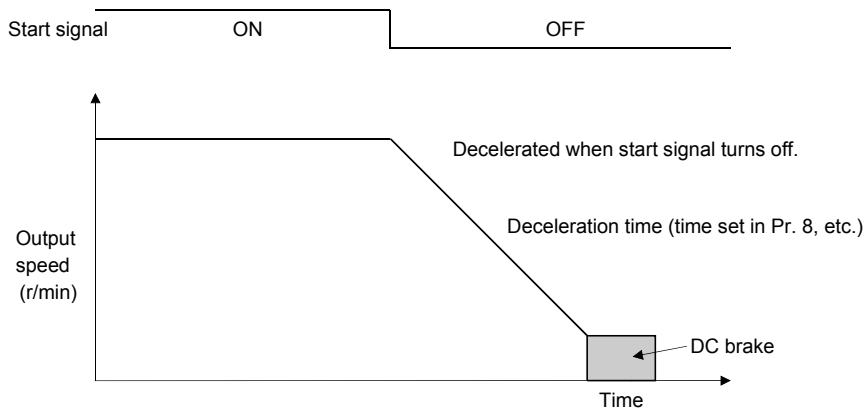 Start signal
ON
OFF
Decelerated when start signal turns off.
Deceleration time (time set in Pr. 8, etc.)
Output
speed
(r/min)
DC brake
Time